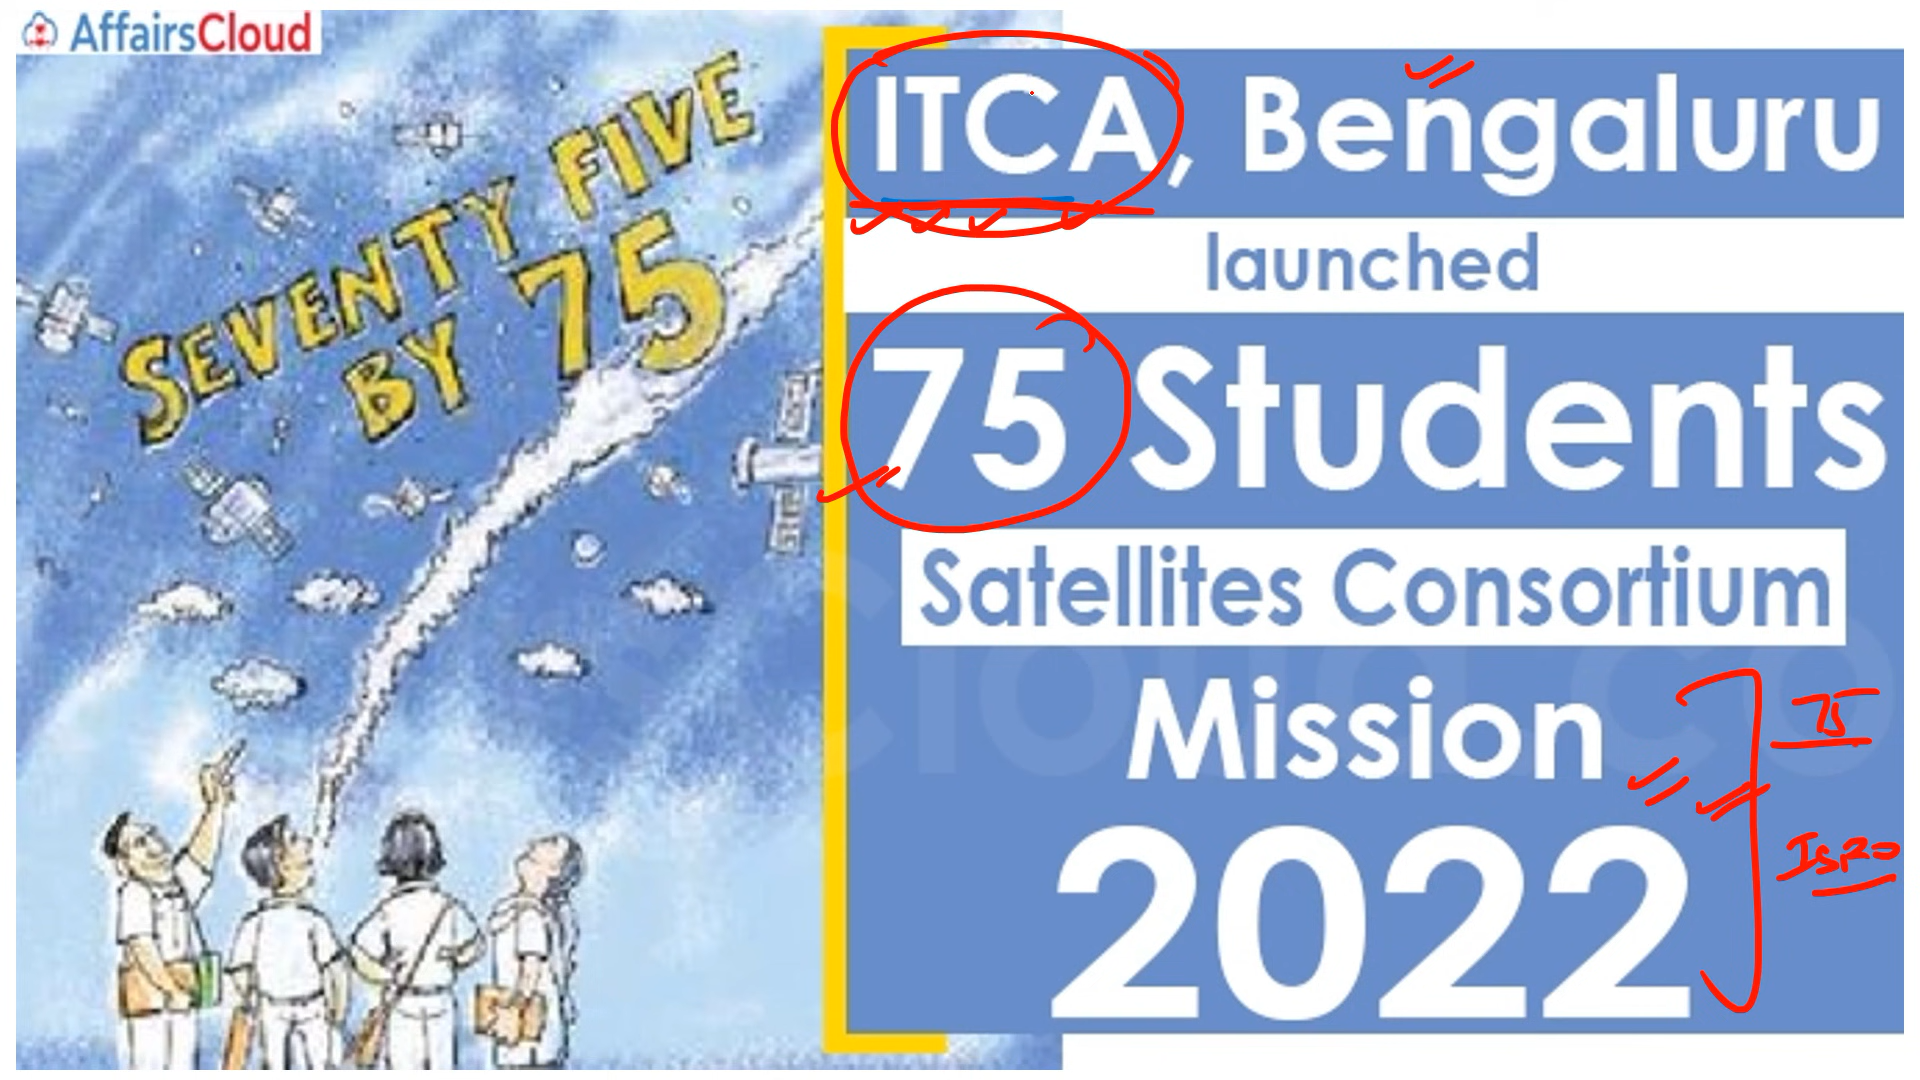 AffairsCloud
SEVENTY FIVE
BY 75
ITCA, Bengaluru
launched
75 Students
Satellites Consortium
Mission
2022
75
ISRO